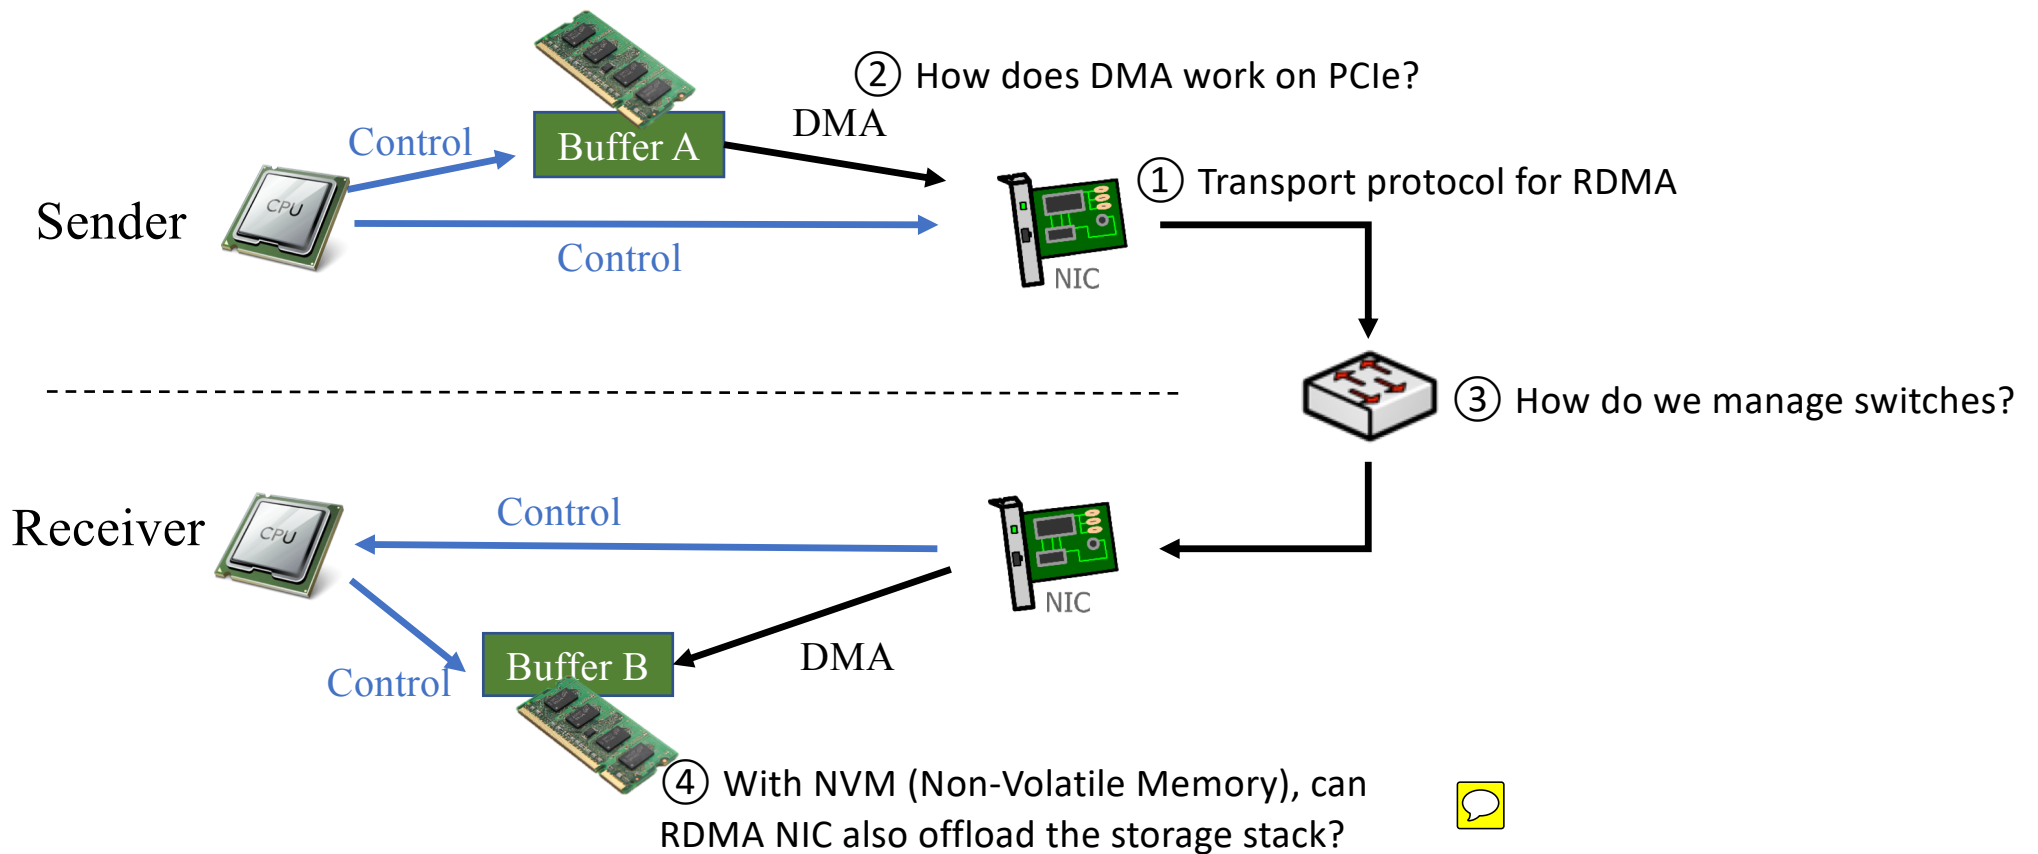 ② How does DMA work on PCIe?
DMA
Control
Buffer A
CPU
① Transport protocol for RDMA
Sender
Control
NIC
③ How do we manage switches?
Control
Receiver
CPU
NIC
Buffer B
DMA
Control
④ With NVM (Non-Volatile Memory), can
RDMA NIC also offload the storage stack?